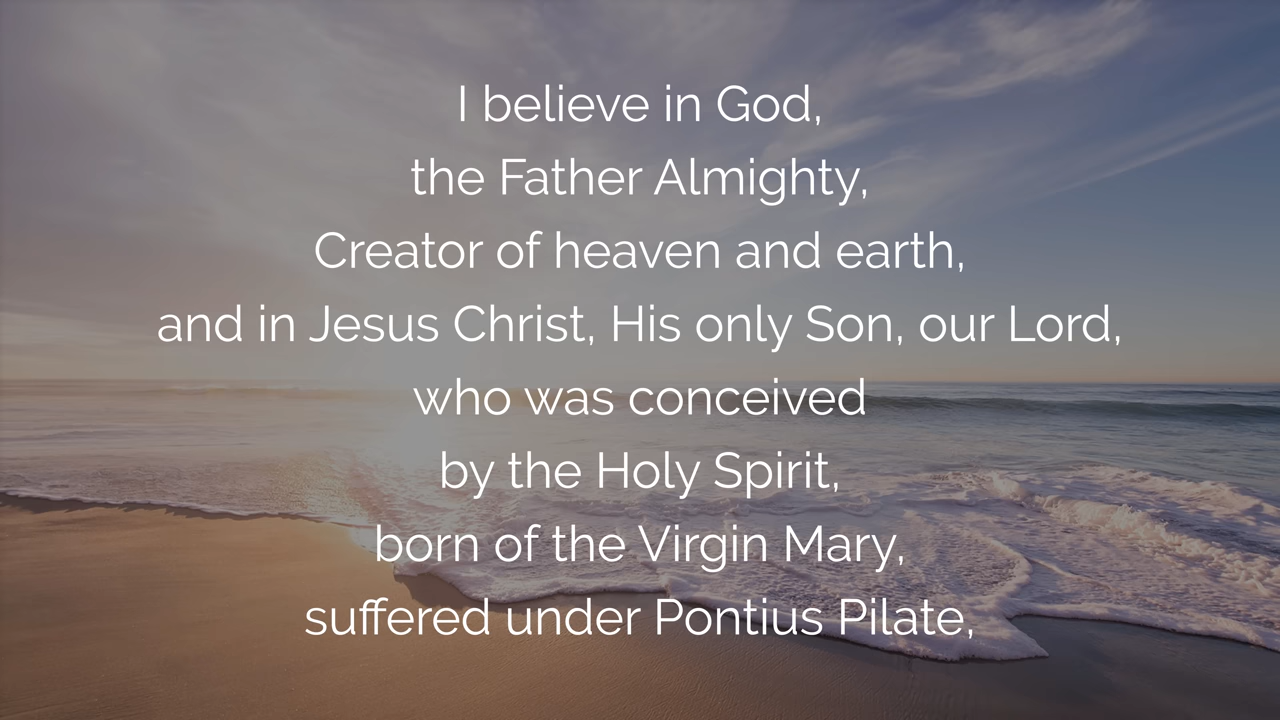 I believe in God,
the Father Almighty,
Creator of heaven and earth,
and in Jesus Christ, His only Son, our Lord,
who was conceived
by the Holy Spirit,
born of the Virgin Mary,
suffered under Pontius Pilate,